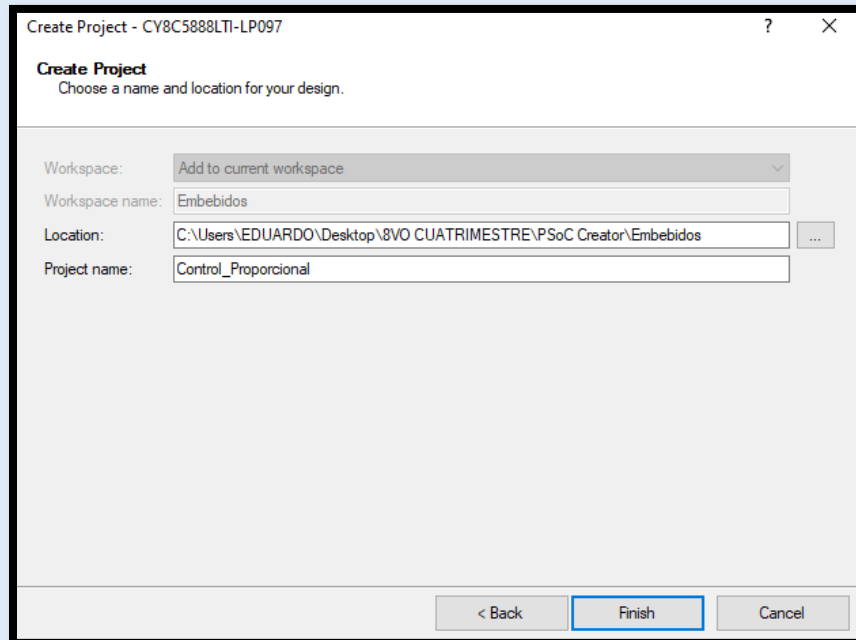 Create Project - CY8C5888LTI-LP097 ? X
Create Project
Choose a name and location for your design.
Workspace: Add to current workspace
Workspace name: Embebidos
Location: C:\Users\EDUARDO\Desktop\8VO CUATRIMESTRE\PSoC Creator\Embebidos ...
Project name: Control_Proporcional
< Back Finish Cancel